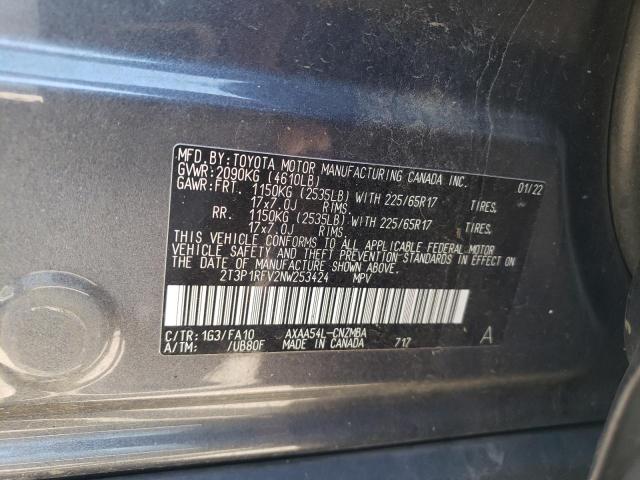 MFD. BY: TOYOTA MOTOR MANUFACTURING CANADA INC.
GVWR: 2090KG (4610LB) 01/22
GAWR: FRT. 1150KG (2535LB) WITH 225/65R17 TIRES,
17x7.0J RIMS,
RR. 1150KG (2535LB) WITH 225/65R17 TIRES,
17x7.0J RIMS,
THIS VEHICLE CONFORMS TO ALL APPLICABLE FEDERAL MOTOR
VEHICLE SAFETY AND THEFT PREVENTION STANDARDS IN EFFECT ON
THE DATE OF MANUFACTURE SHOWN ABOVE.
2T3P1RFV2NW253424 MPV
C/TR: 1G3/FA10 AXAA54L-CNZMBA A
A/TM: /UB80F MADE IN CANADA 717